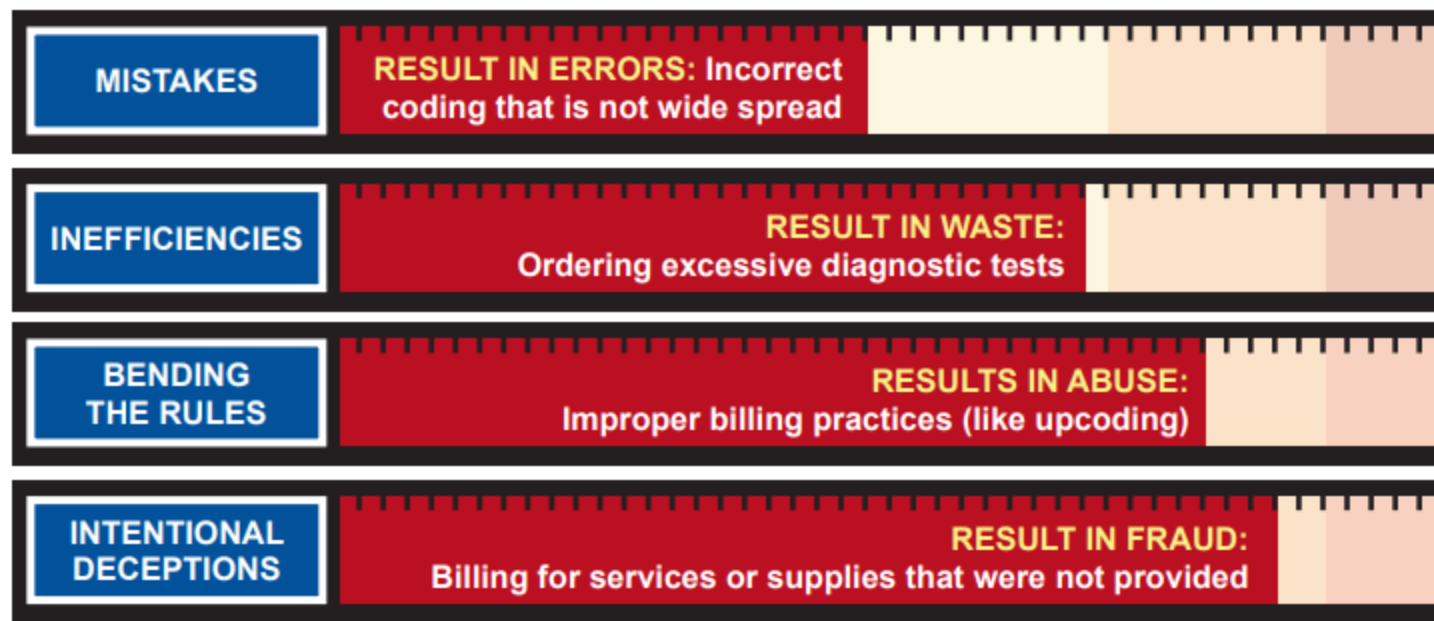 MISTAKES
RESULT IN ERRORS: Incorrect
coding that is not wide spread
INEFFICIENCIES
RESULT IN WASTE:
Ordering excessive diagnostic tests
BENDING
THE RULES
RESULTS IN ABUSE:
Improper billing practices (like upcoding)
INTENTIONAL
DECEPTIONS
RESULT IN FRAUD:
Billing for services or supplies that were not provided